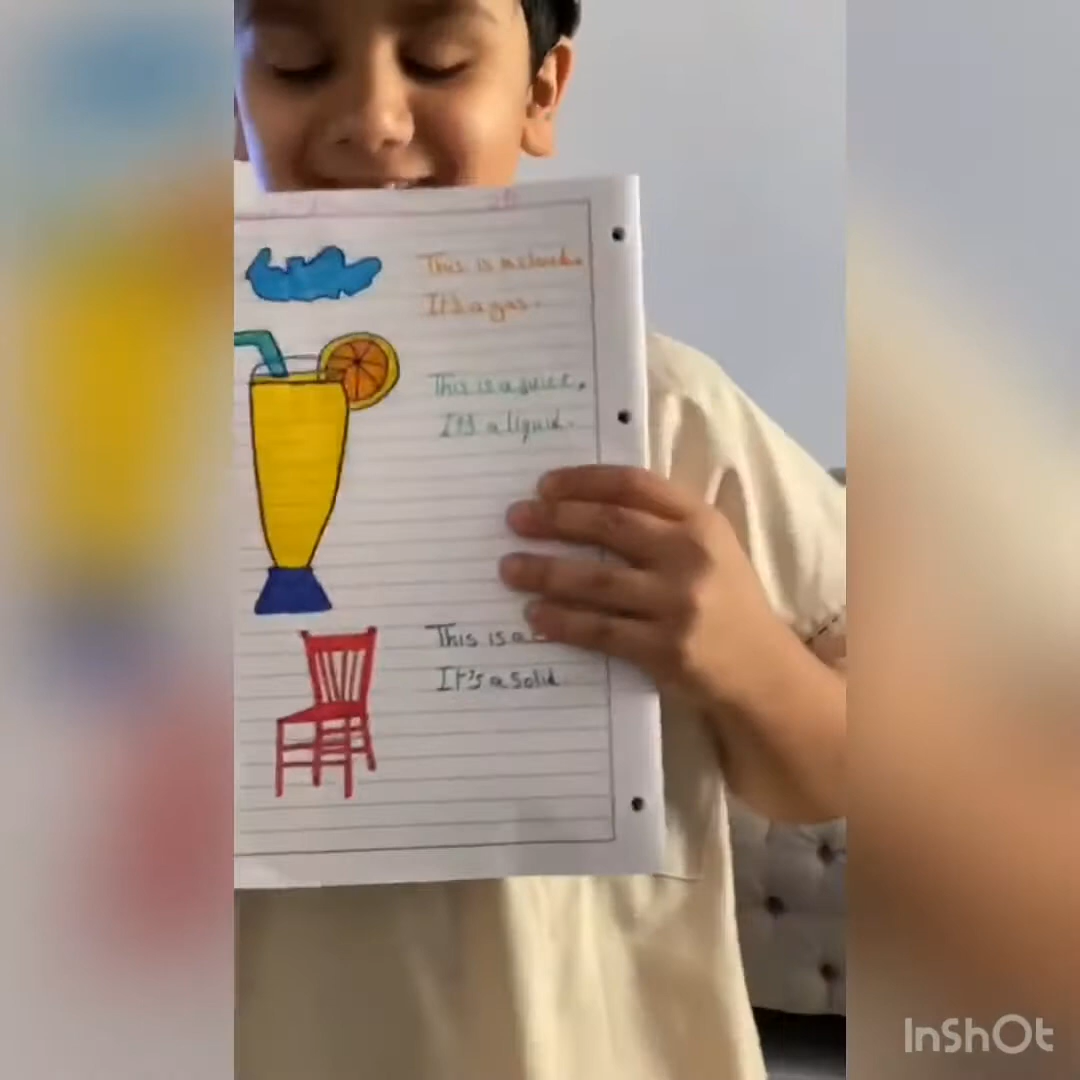 This is a cloud.
It's a gas.
This is a juice.
It's a liquid.
This is a
It's a solid
InShOt